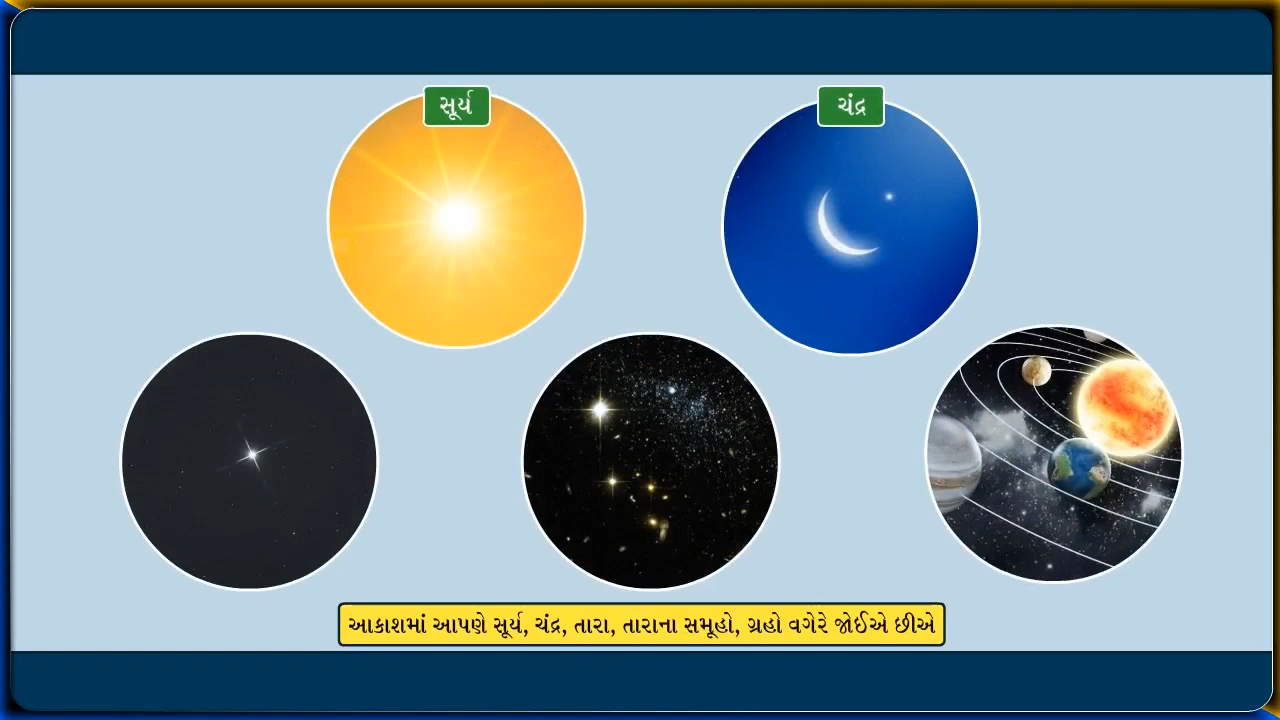 સૂર્ય
ચંદ્ર
આકાશમાં આપણે સૂર્ય, ચંદ્ર, તારા, તારાના સમૂહો, ગ્રહો વગેરે જોઈએ છીએ